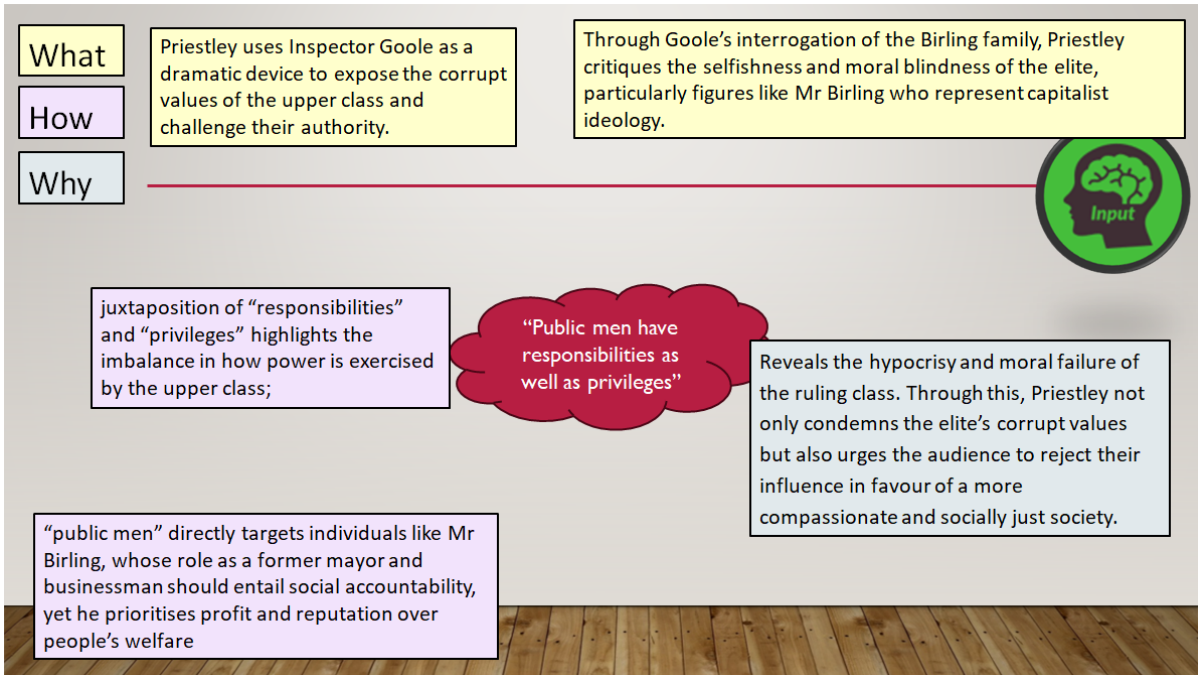 What
How
Why
Priestley uses Inspector Goole as a
dramatic device to expose the corrupt
values of the upper class and
challenge their authority.
Through Goole’s interrogation of the Birling family, Priestley
critiques the selfishness and moral blindness of the elite,
particularly figures like Mr Birling who represent capitalist
ideology.
Input
juxtaposition of “responsibilities”
and “privileges” highlights the
imbalance in how power is exercised
by the upper class;
“Public men have
responsibilities as
well as privileges”
Reveals the hypocrisy and moral failure of
the ruling class. Through this, Priestley not
only condemns the elite’s corrupt values
but also urges the audience to reject their
influence in favour of a more
compassionate and socially just society.
“public men” directly targets individuals like Mr
Birling, whose role as a former mayor and
businessman should entail social accountability,
yet he prioritises profit and reputation over
people’s welfare